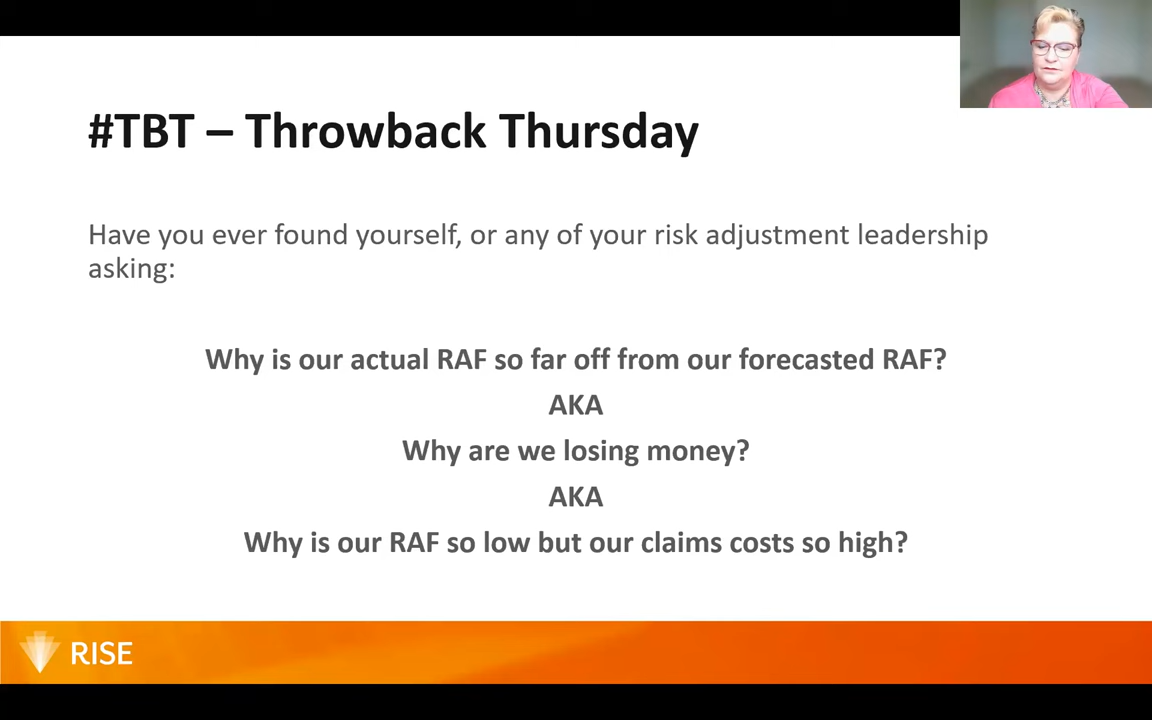 #TBT – Throwback Thursday
Have you ever found yourself, or any of your risk adjustment leadership
asking:
Why is our actual RAF so far off from our forecasted RAF?
AKA
Why are we losing money?
AKA
Why is our RAF so low but our claims costs so high?
RISE